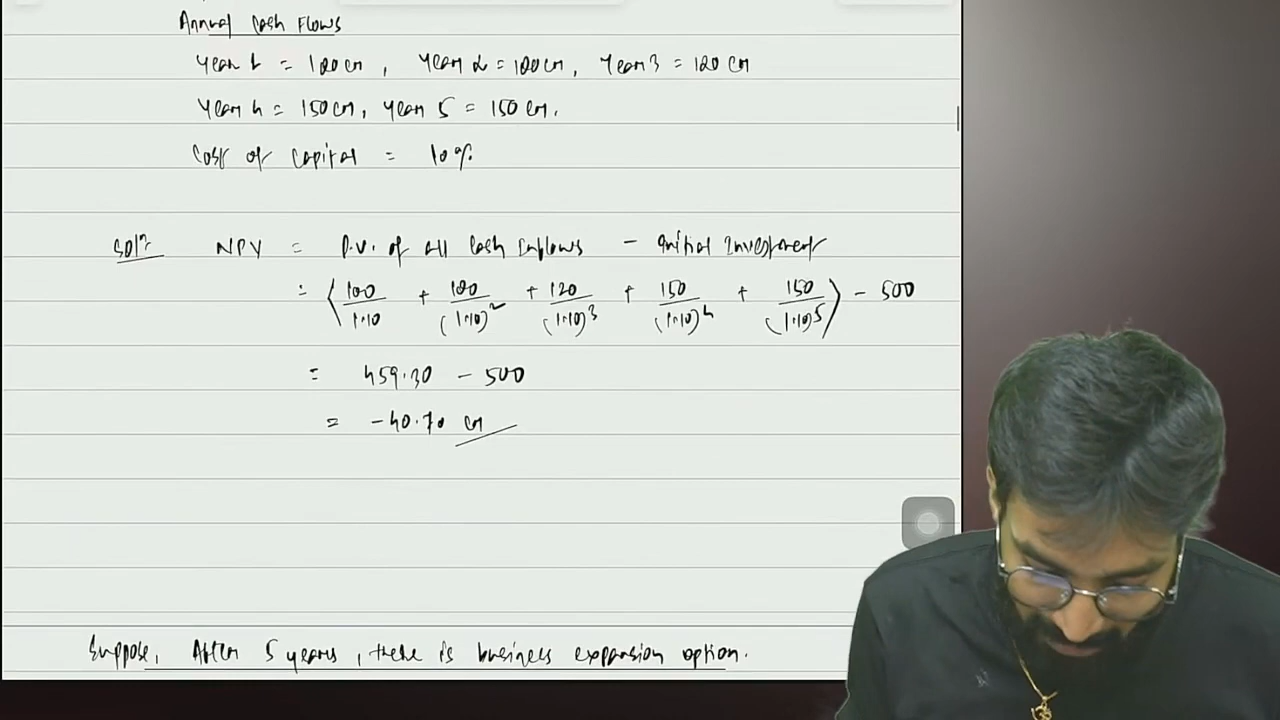 Annual Cash Flows
Year 1 = 100 cr, Year 2 = 100 cr, Year 3 = 120 cr
Year 4 = 150 cr, Year 5 = 150 cr.
Cost of Capital = 10%
Solⁿ NPV = P.V. of all Cash Inflows - Initial Investment
= (100/1.10 + 100/(1.10)² + 120/(1.10)³ + 150/(1.10)⁴ + 150/(1.10)⁵) - 500
= 459.30 - 500
= -40.70 cr
Suppose, After 5 years, there is business expansion option.